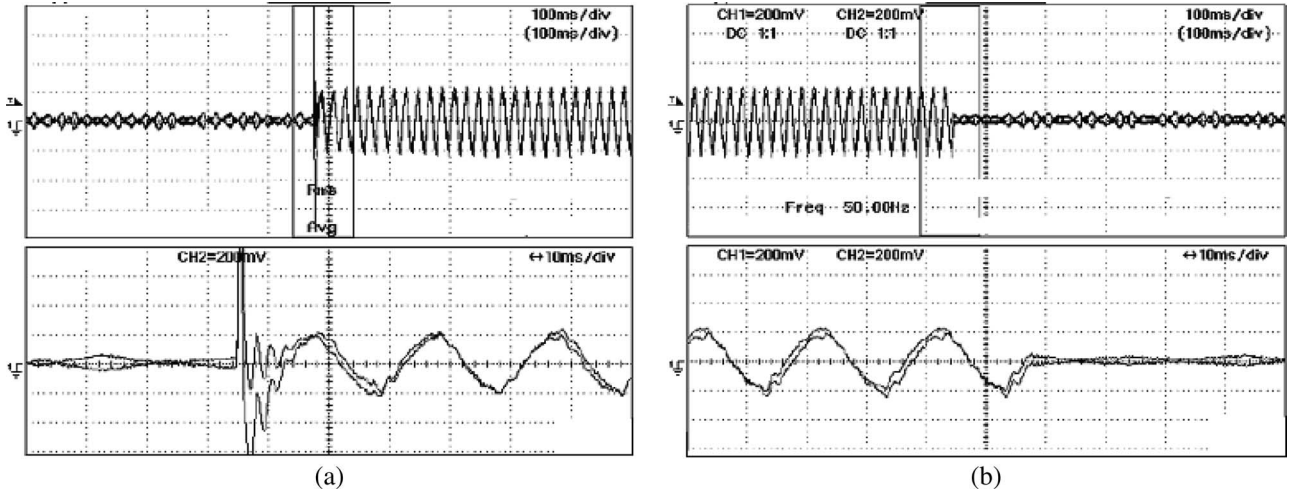 100ms/div
(100ms/div)
Rms
Avg
CH2=200mV
↔10ms/div
(a)
CH1=200mV CH2=200mV 100ms/div
DC 1:1 DC 1:1 (100ms/div)
Freq 50.00Hz
CH1=200mV CH2=200mV ↔10ms/div
(b)